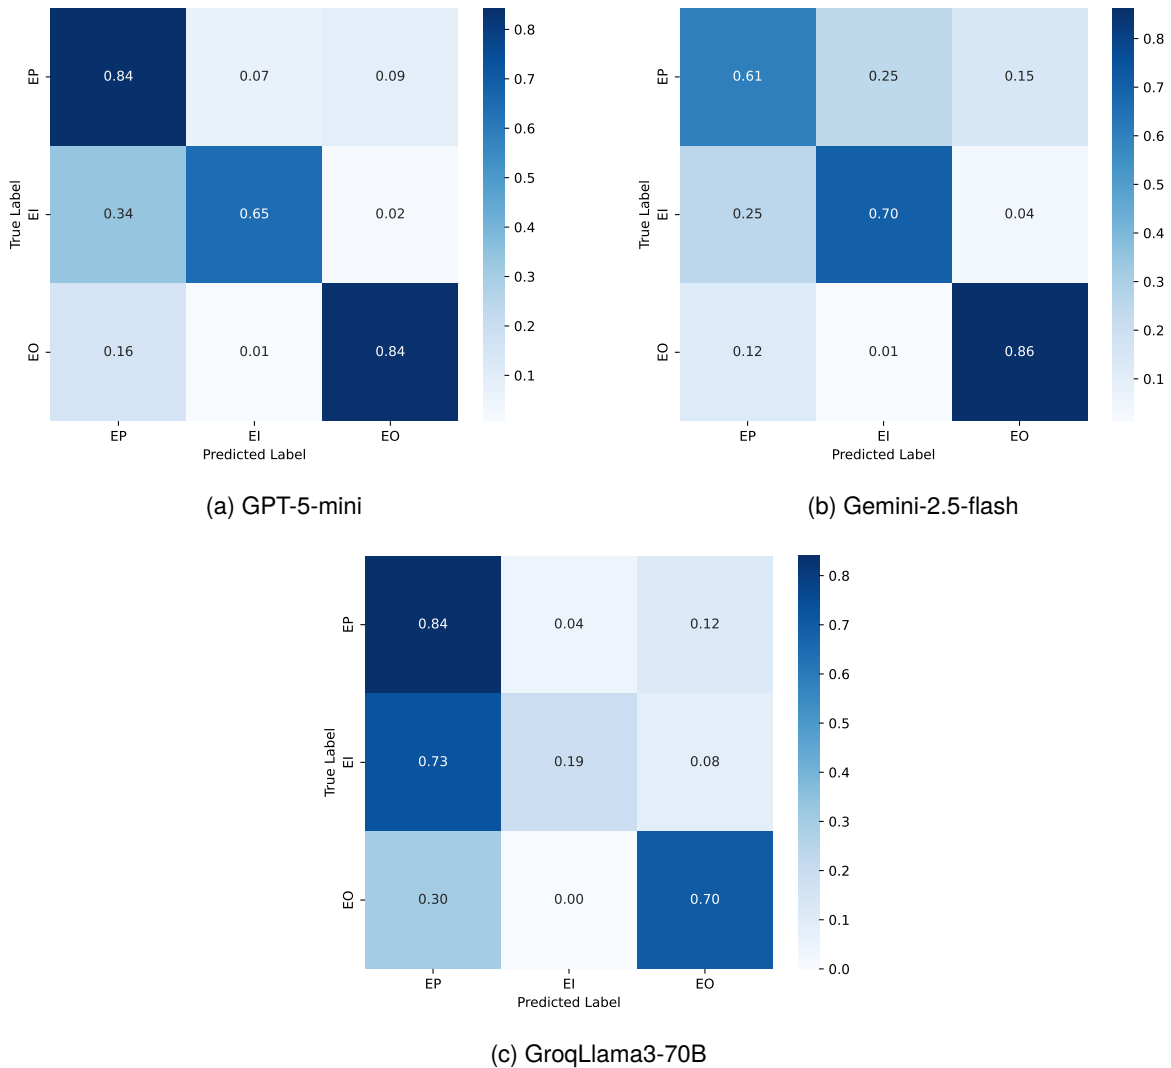 EP 0.84 0.07 0.09
EI 0.34 0.65 0.02
EO 0.16 0.01 0.84
True Label
EP EI EO
Predicted Label
0.8
0.7
0.6
0.5
0.4
0.3
0.2
0.1
(a) GPT-5-mini
EP 0.61 0.25 0.15
EI 0.25 0.70 0.04
EO 0.12 0.01 0.86
True Label
EP EI EO
Predicted Label
0.8
0.7
0.6
0.5
0.4
0.3
0.2
0.1
(b) Gemini-2.5-flash
EP 0.84 0.04 0.12
EI 0.73 0.19 0.08
EO 0.30 0.00 0.70
True Label
EP EI EO
Predicted Label
0.8
0.7
0.6
0.5
0.4
0.3
0.2
0.1
0.0
(c) GroqLlama3-70B